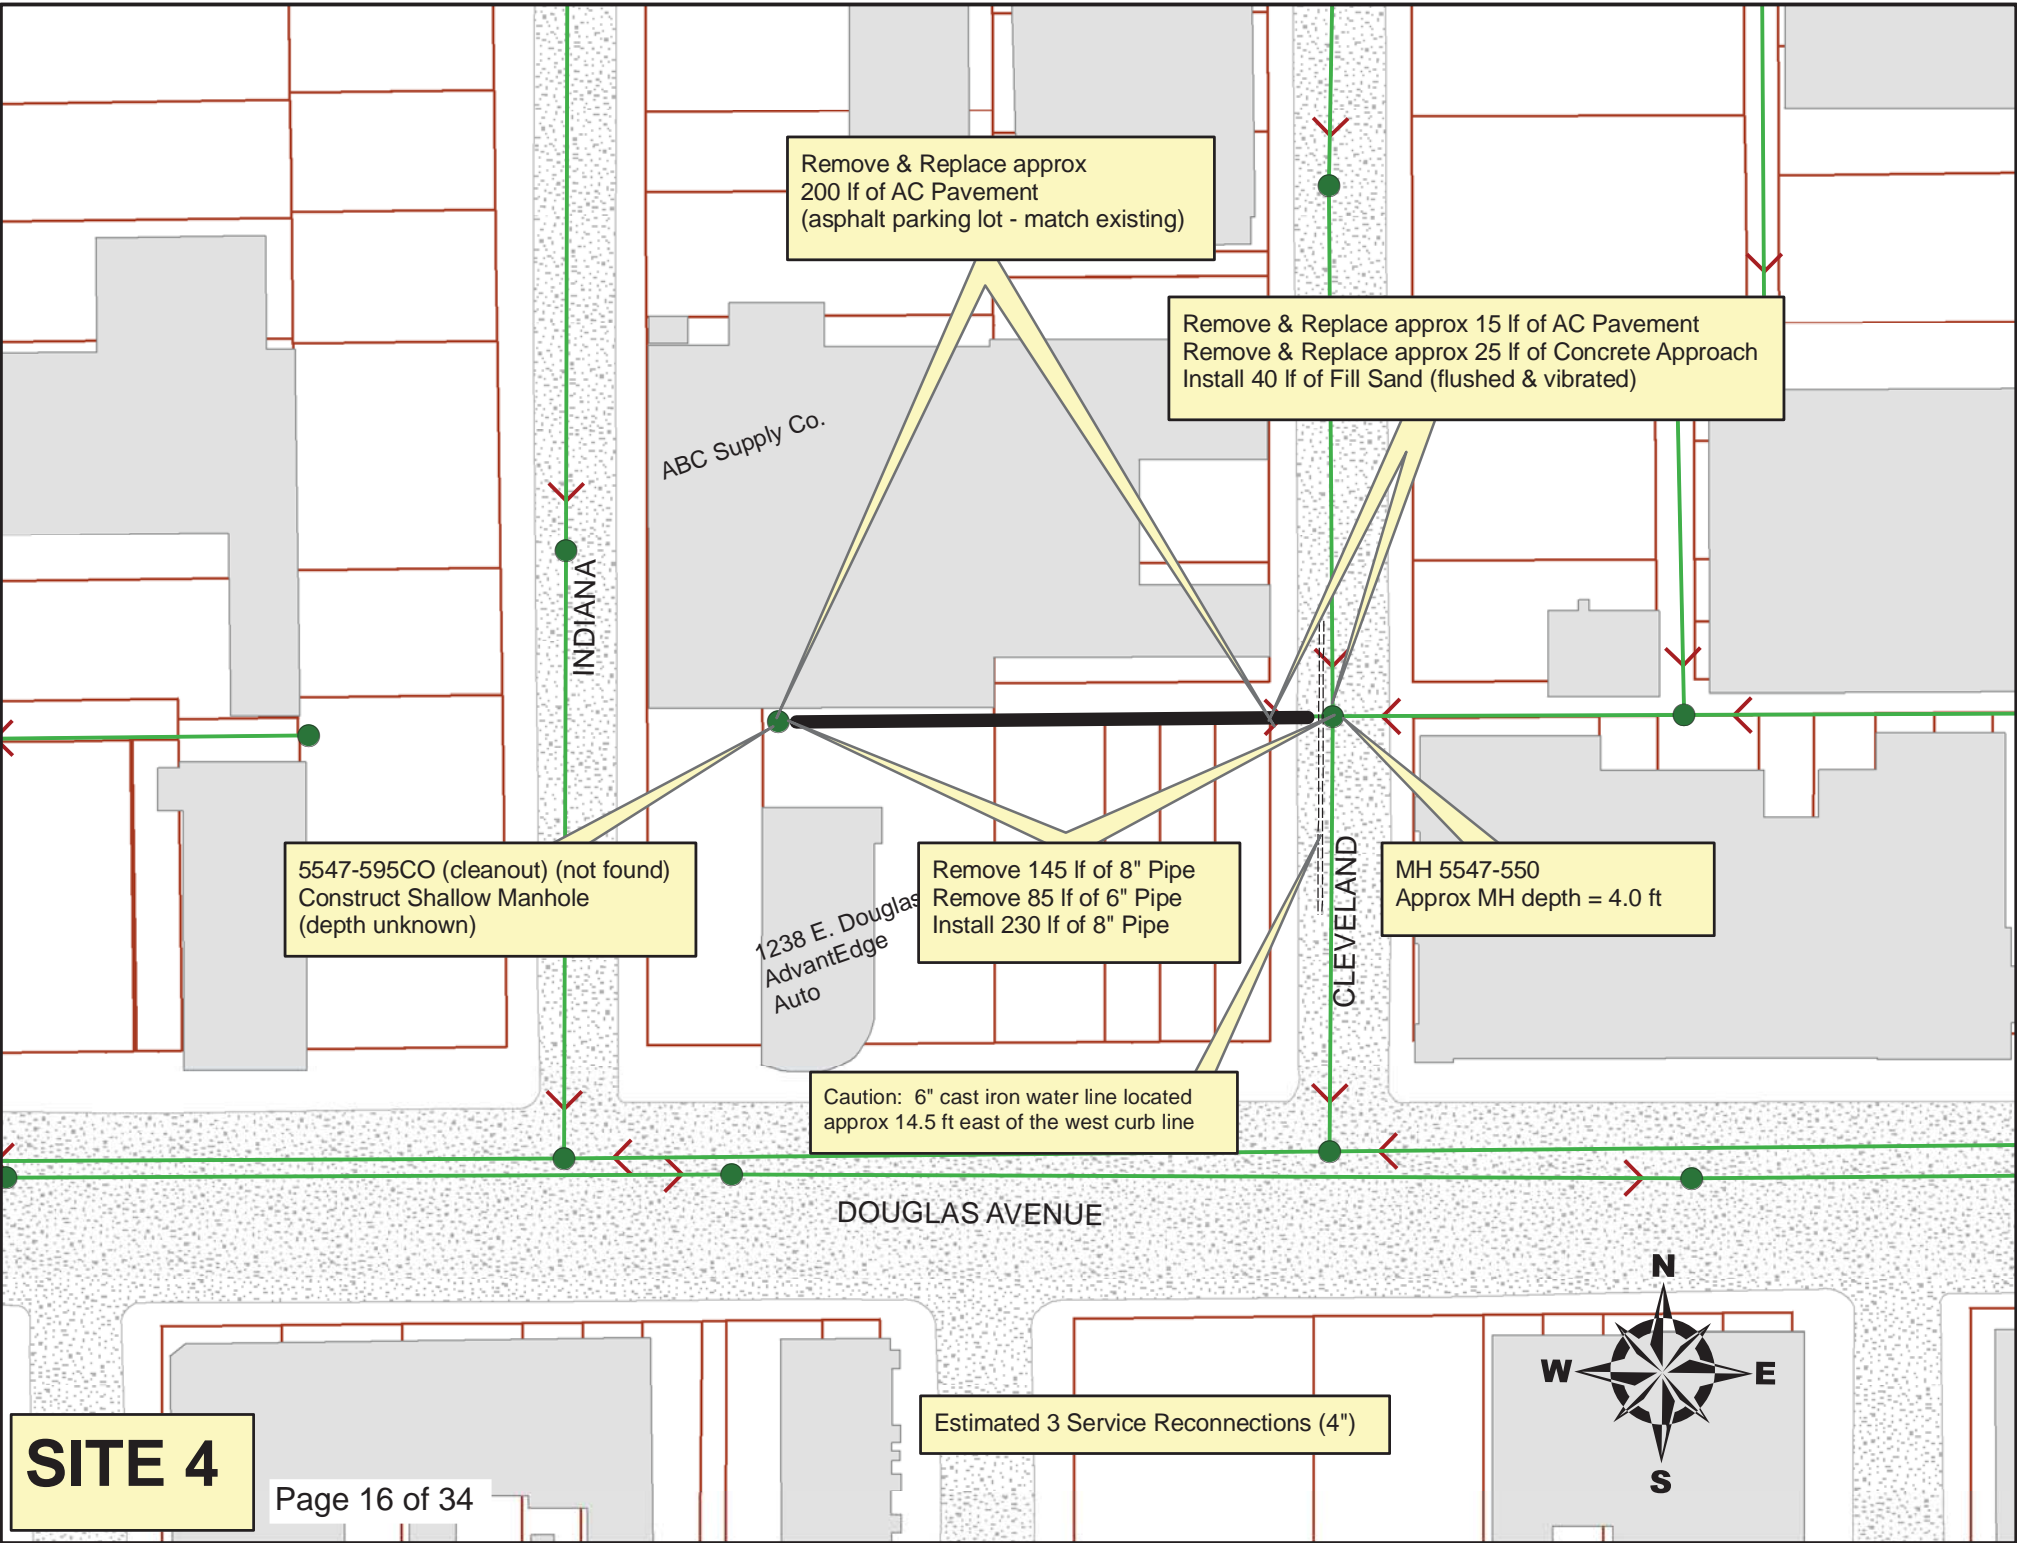 Remove & Replace approx
200 lf of AC Pavement
(asphalt parking lot - match existing)
Remove & Replace approx 15 lf of AC Pavement
Remove & Replace approx 25 lf of Concrete Approach
Install 40 lf of Fill Sand (flushed & vibrated)
ABC Supply Co.
INDIANA
5547-595CO (cleanout) (not found)
Construct Shallow Manhole
(depth unknown)
1238 E. Douglas
AdvantEdge
Auto
Remove 145 lf of 8" Pipe
Remove 85 lf of 6" Pipe
Install 230 lf of 8" Pipe
CLEVELAND
MH 5547-550
Approx MH depth = 4.0 ft
Caution: 6" cast iron water line located
approx 14.5 ft east of the west curb line
DOUGLAS AVENUE
N
W
E
S
Estimated 3 Service Reconnections (4")
SITE 4
Page 16 of 34